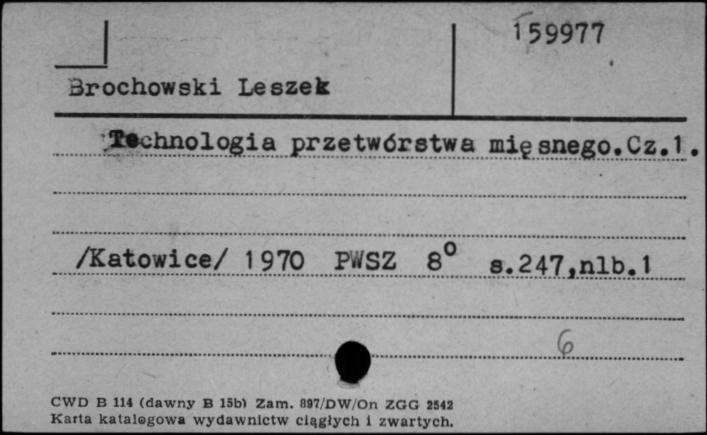 159977
Brochowski Leszek
Technologia przetwórstwa mięsnego.Cz.1.
/Katowice/ 1970 PWSZ 8° s.247,nlb.1
6
CWD B 114 (dawny B 15b) Zam. 897/DW/On ZGG 2542
Karta katalogowa wydawnictw ciągłych i zwartych.